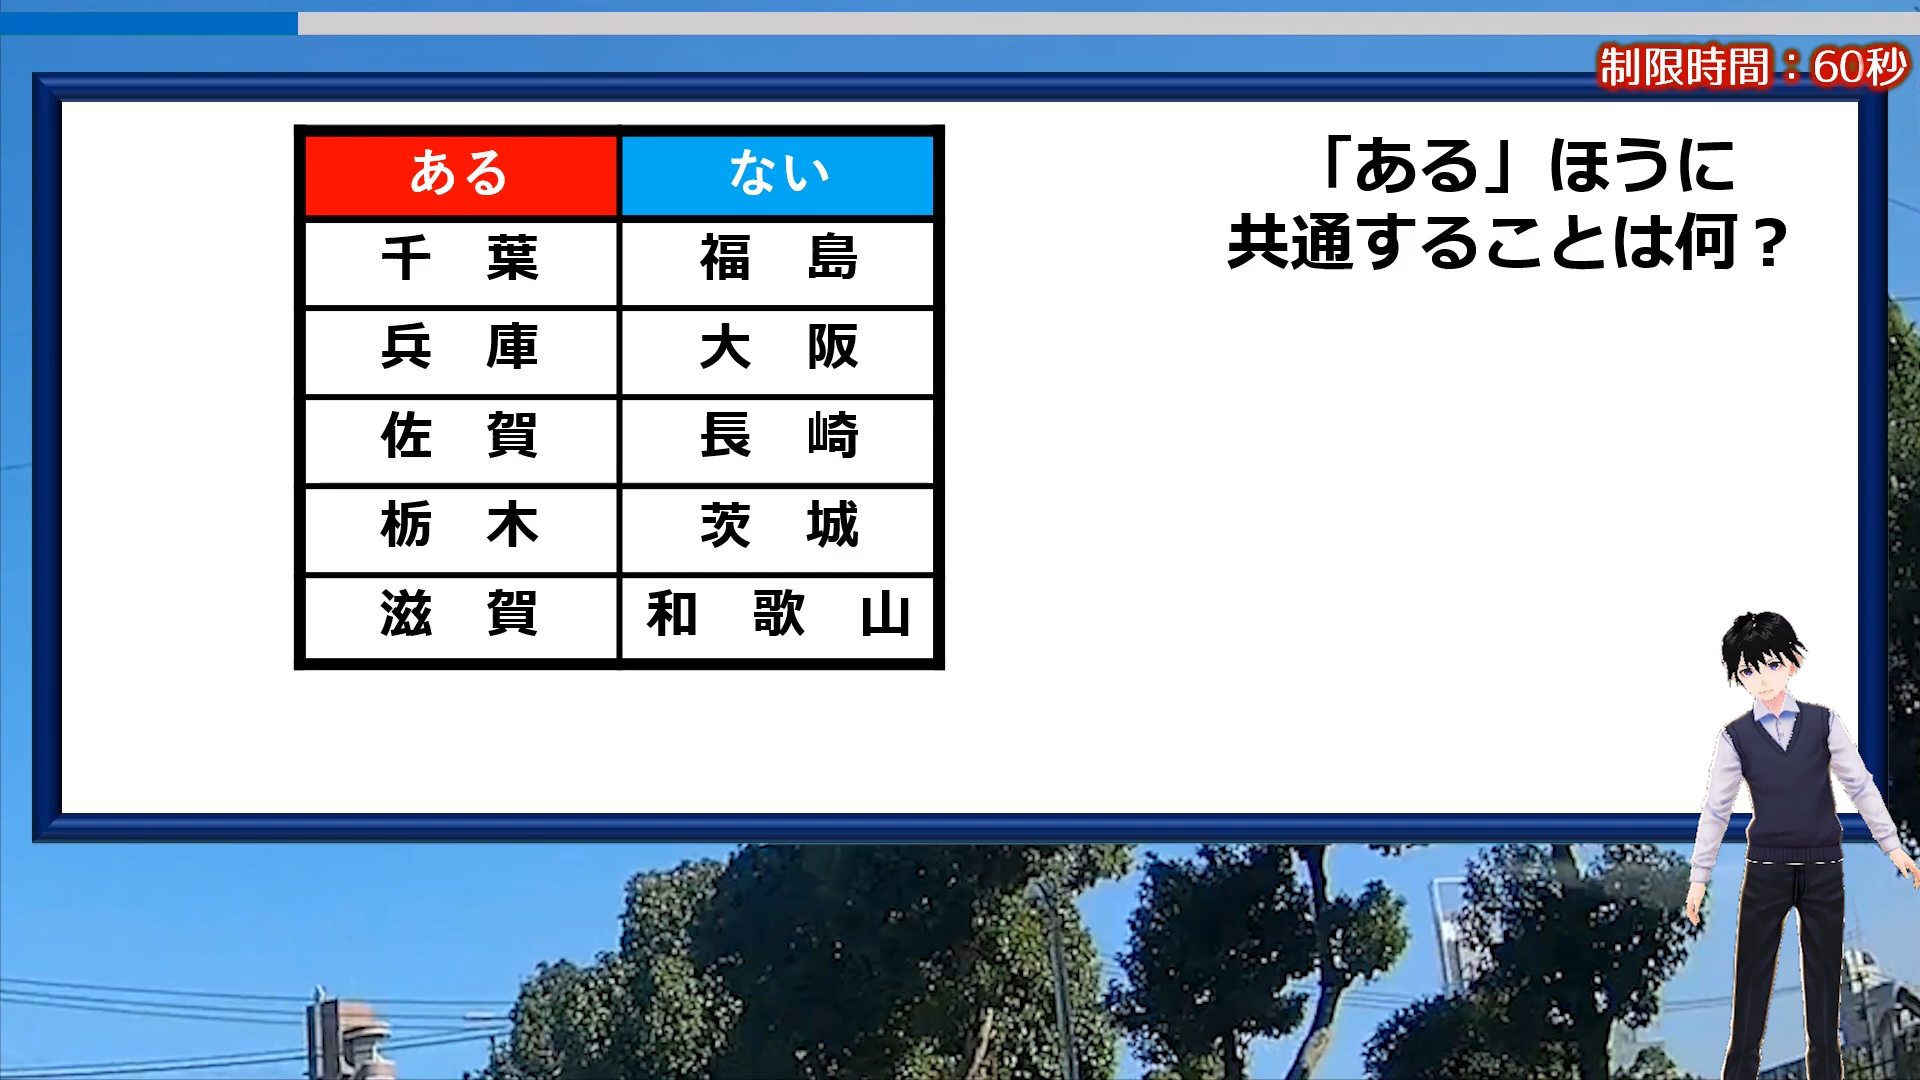 制限時間：60秒
ある ない
千 葉 福 島
兵 庫 大 阪
佐 賀 長 崎
栃 木 茨 城
滋 賀 和 歌 山
「ある」ほうに
共通することは何？